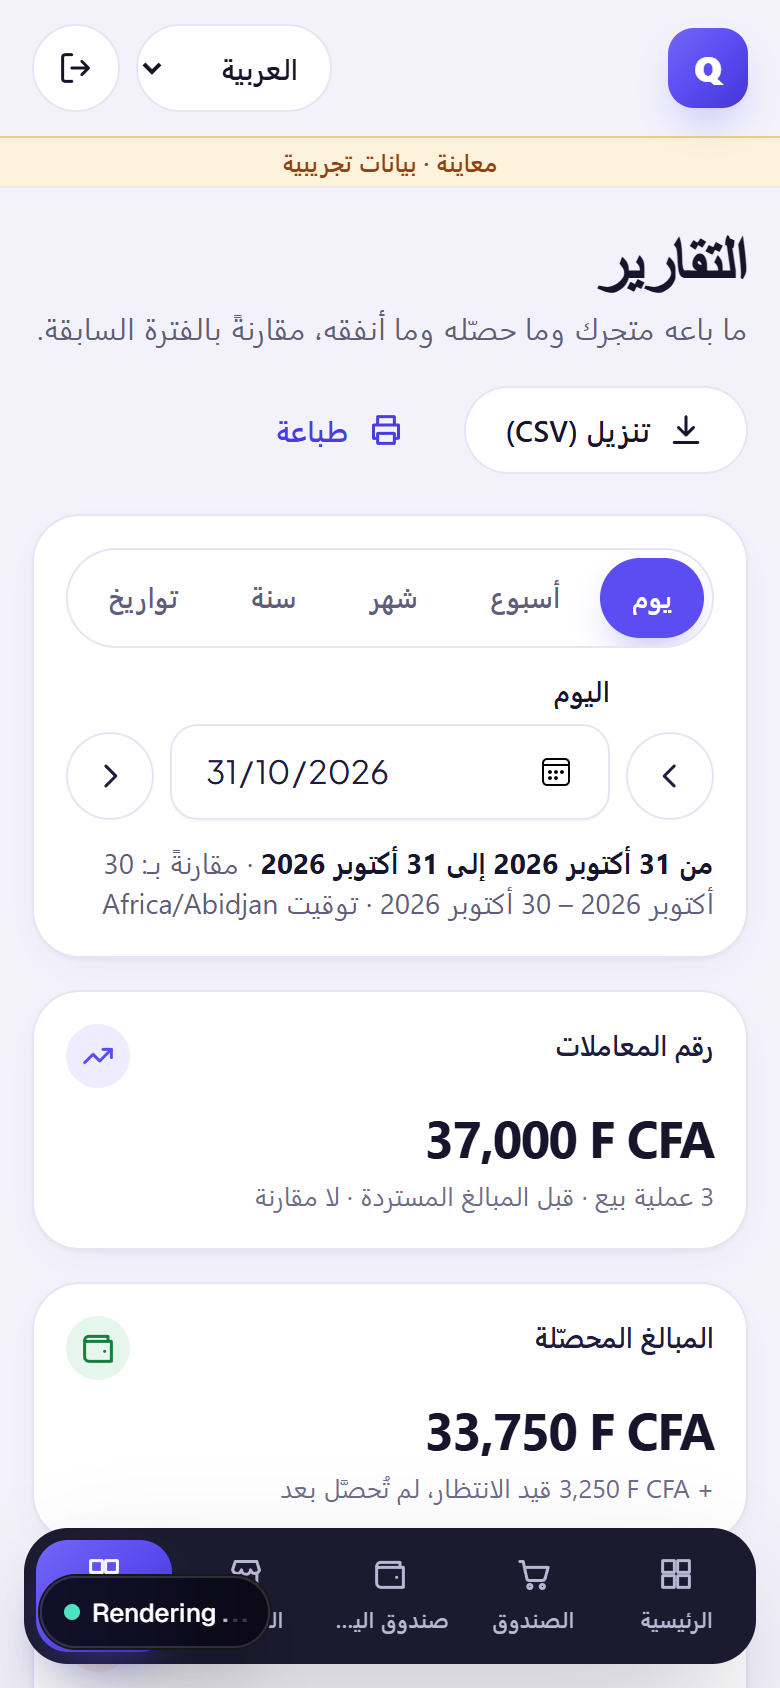 Q
العربية
معاينة · بيانات تجريبية
التقارير
ما باعه متجرك وما حصّله وما أنفقه، مقارنةً بالفترة السابقة.
تنزيل (CSV)
طباعة
يوم
أسبوع
شهر
سنة
تواريخ
اليوم
31/10/2026
من 31 أكتوبر 2026 إلى 31 أكتوبر 2026 · مقارنةً بـ: 30
أكتوبر 2026 – 30 أكتوبر 2026 · توقيت Africa/Abidjan
رقم المعاملات
37,000 F CFA
3 عملية بيع · قبل المبالغ المستردة · لا مقارنة
المبالغ المحصّلة
33,750 F CFA
+ 3,250 F CFA قيد الانتظار، لم تُحصَّل بعد
الرئيسية
الصندوق
صندوق اليـ...
Rendering ...